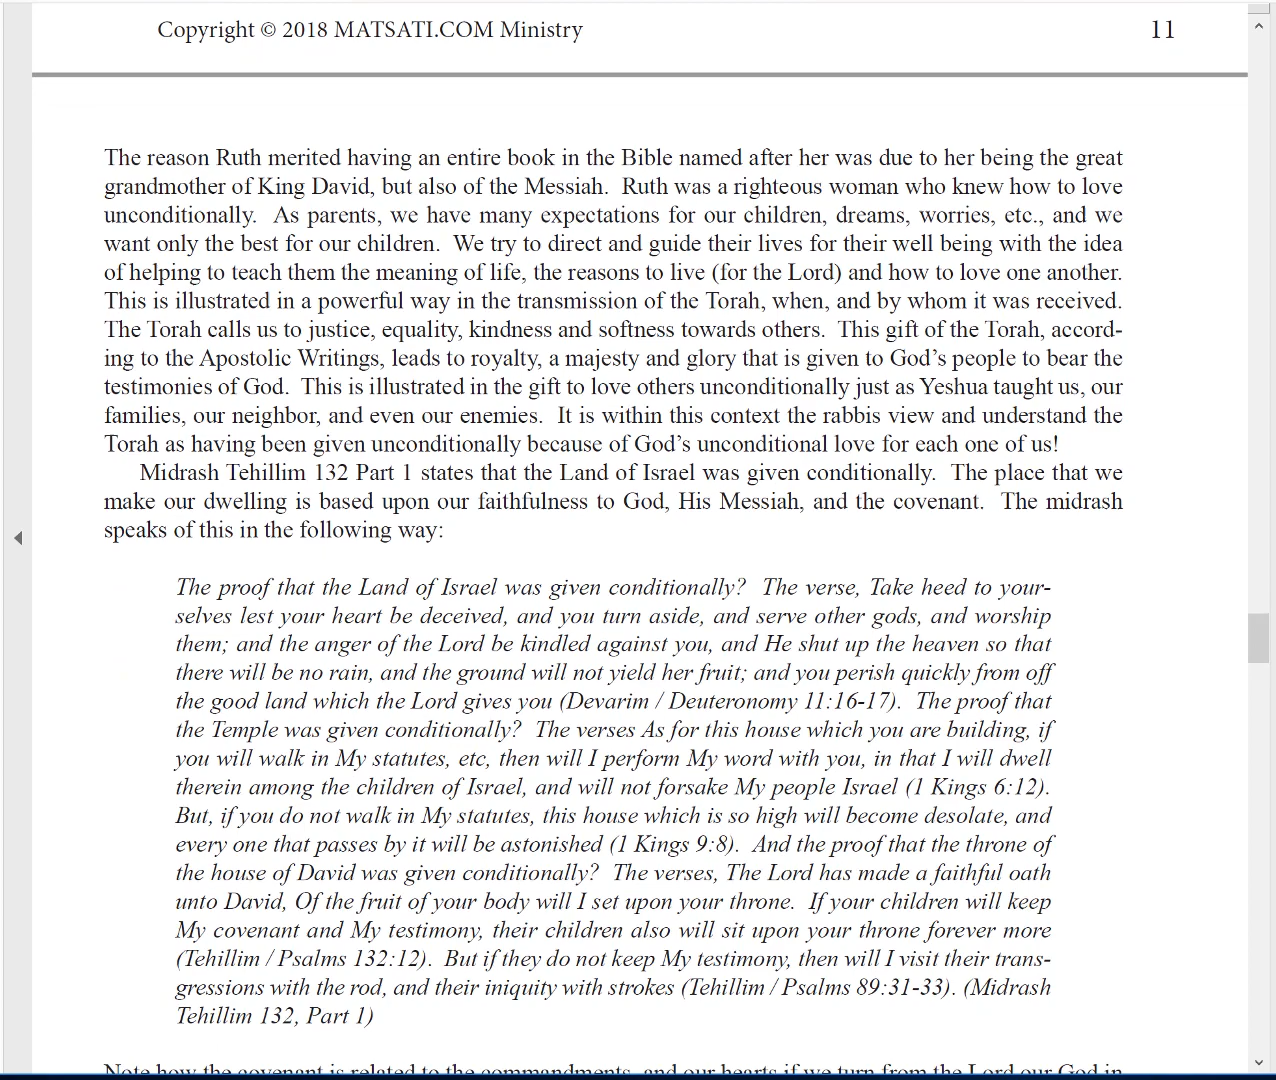 Copyright © 2018 MATSATI.COM Ministry 11
The reason Ruth merited having an entire book in the Bible named after her was due to her being the great
grandmother of King David, but also of the Messiah.  Ruth was a righteous woman who knew how to love
unconditionally.  As parents, we have many expectations for our children, dreams, worries, etc., and we
want only the best for our children.  We try to direct and guide their lives for their well being with the idea
of helping to teach them the meaning of life, the reasons to live (for the Lord) and how to love one another.
This is illustrated in a powerful way in the transmission of the Torah, when, and by whom it was received.
The Torah calls us to justice, equality, kindness and softness towards others.  This gift of the Torah, accord-
ing to the Apostolic Writings, leads to royalty, a majesty and glory that is given to God's people to bear the
testimonies of God.  This is illustrated in the gift to love others unconditionally just as Yeshua taught us, our
families, our neighbor, and even our enemies.  It is within this context the rabbis view and understand the
Torah as having been given unconditionally because of God's unconditional love for each one of us!
Midrash Tehillim 132 Part 1 states that the Land of Israel was given conditionally.  The place that we
make our dwelling is based upon our faithfulness to God, His Messiah, and the covenant.  The midrash
speaks of this in the following way:
The proof that the Land of Israel was given conditionally?  The verse, Take heed to your-
selves lest your heart be deceived, and you turn aside, and serve other gods, and worship
them; and the anger of the Lord be kindled against you, and He shut up the heaven so that
there will be no rain, and the ground will not yield her fruit; and you perish quickly from off
the good land which the Lord gives you (Devarim / Deuteronomy 11:16-17).  The proof that
the Temple was given conditionally?  The verses As for this house which you are building, if
you will walk in My statutes, etc, then will I perform My word with you, in that I will dwell
therein among the children of Israel, and will not forsake My people Israel (1 Kings 6:12).
But, if you do not walk in My statutes, this house which is so high will become desolate, and
every one that passes by it will be astonished (1 Kings 9:8).  And the proof that the throne of
the house of David was given conditionally?  The verses, The Lord has made a faithful oath
unto David, Of the fruit of your body will I set upon your throne.  If your children will keep
My covenant and My testimony, their children also will sit upon your throne forever more
(Tehillim / Psalms 132:12).  But if they do not keep My testimony, then will I visit their trans-
gressions with the rod, and their iniquity with strokes (Tehillim / Psalms 89:31-33). (Midrash
Tehillim 132, Part 1)
Note how the covenant is related to the commandments, and our hearts if we turn from the Lord our God in